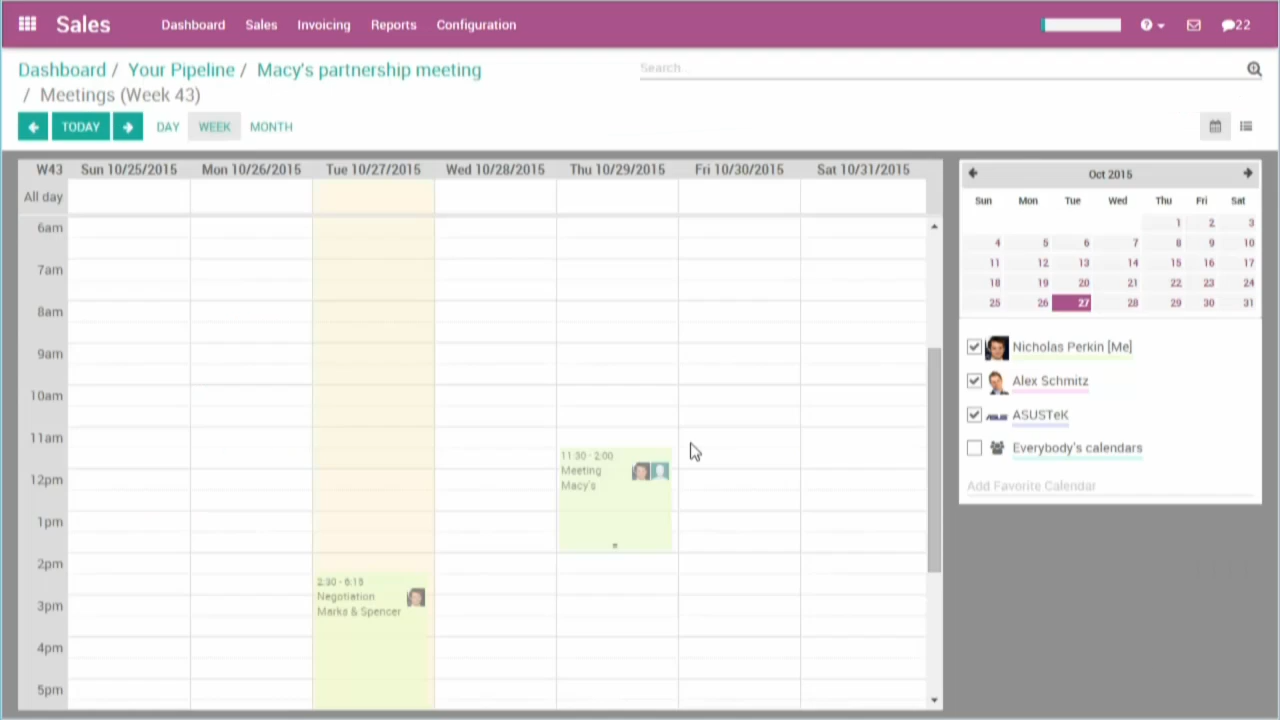 Sales
Dashboard Sales Invoicing Reports Configuration
22
Dashboard / Your Pipeline / Macy's partnership meeting
/ Meetings (Week 43)
Search...
TODAY DAY WEEK MONTH
W43 Sun 10/25/2015 Mon 10/26/2015 Tue 10/27/2015 Wed 10/28/2015 Thu 10/29/2015 Fri 10/30/2015 Sat 10/31/2015
All day
6am
7am
8am
9am
10am
11am
12pm
1pm
2pm
3pm
4pm
5pm
11:30 - 2:00
Meeting
Macy's
2:30 - 6:15
Negotiation
Marks & Spencer
Oct 2015
Sun Mon Tue Wed Thu Fri Sat
1 2 3
4 5 6 7 8 9 10
11 12 13 14 15 16 17
18 19 20 21 22 23 24
25 26 27 28 29 30 31
Nicholas Perkin [Me]
Alex Schmitz
ASUS ASUSTeK
Everybody's calendars
Add Favorite Calendar